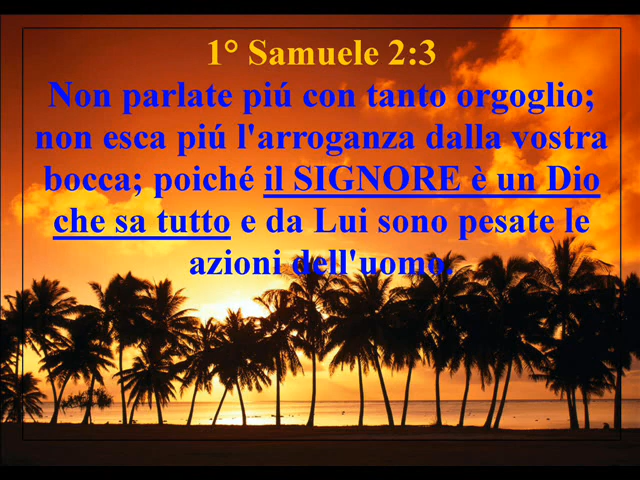 1° Samuele 2:3
Non parlate piú con tanto orgoglio;
non esca piú l'arroganza dalla vostra
bocca; poiché il SIGNORE è un Dio
che sa tutto e da Lui sono pesate le
azioni dell'uomo.